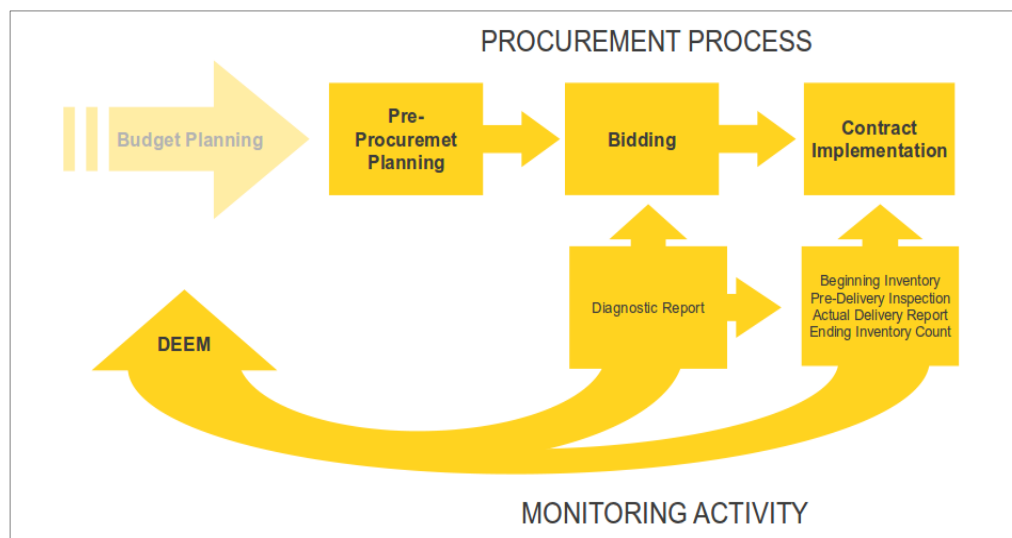 PROCUREMENT PROCESS
Budget Planning
Pre-
Procuremet
Planning
Bidding
Contract
Implementation
Diagnostic Report
Beginning Inventory
Pre-Delivery Inspection
Actual Delivery Report
Ending Inventory Count
DEEM
MONITORING ACTIVITY